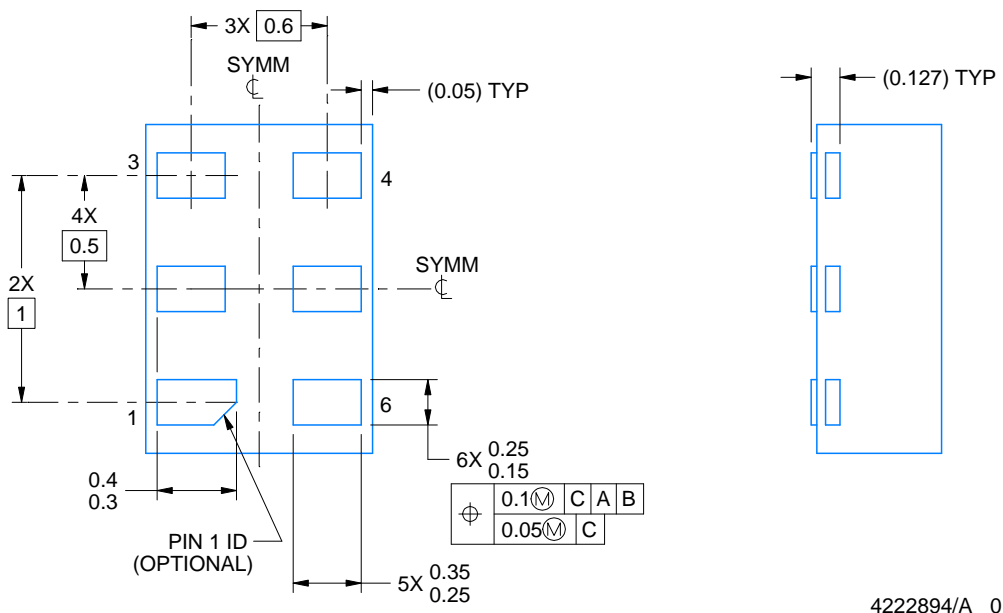 3X 0.6
SYMM
(0.05) TYP
(0.127) TYP
3
4
4X
0.5
SYMM
2X
1
1
6
6X 0.25
0.15
0.4
0.3
0.1Ⓜ C A B
0.05Ⓜ C
PIN 1 ID
(OPTIONAL)
5X 0.35
0.25
4222894/A 0